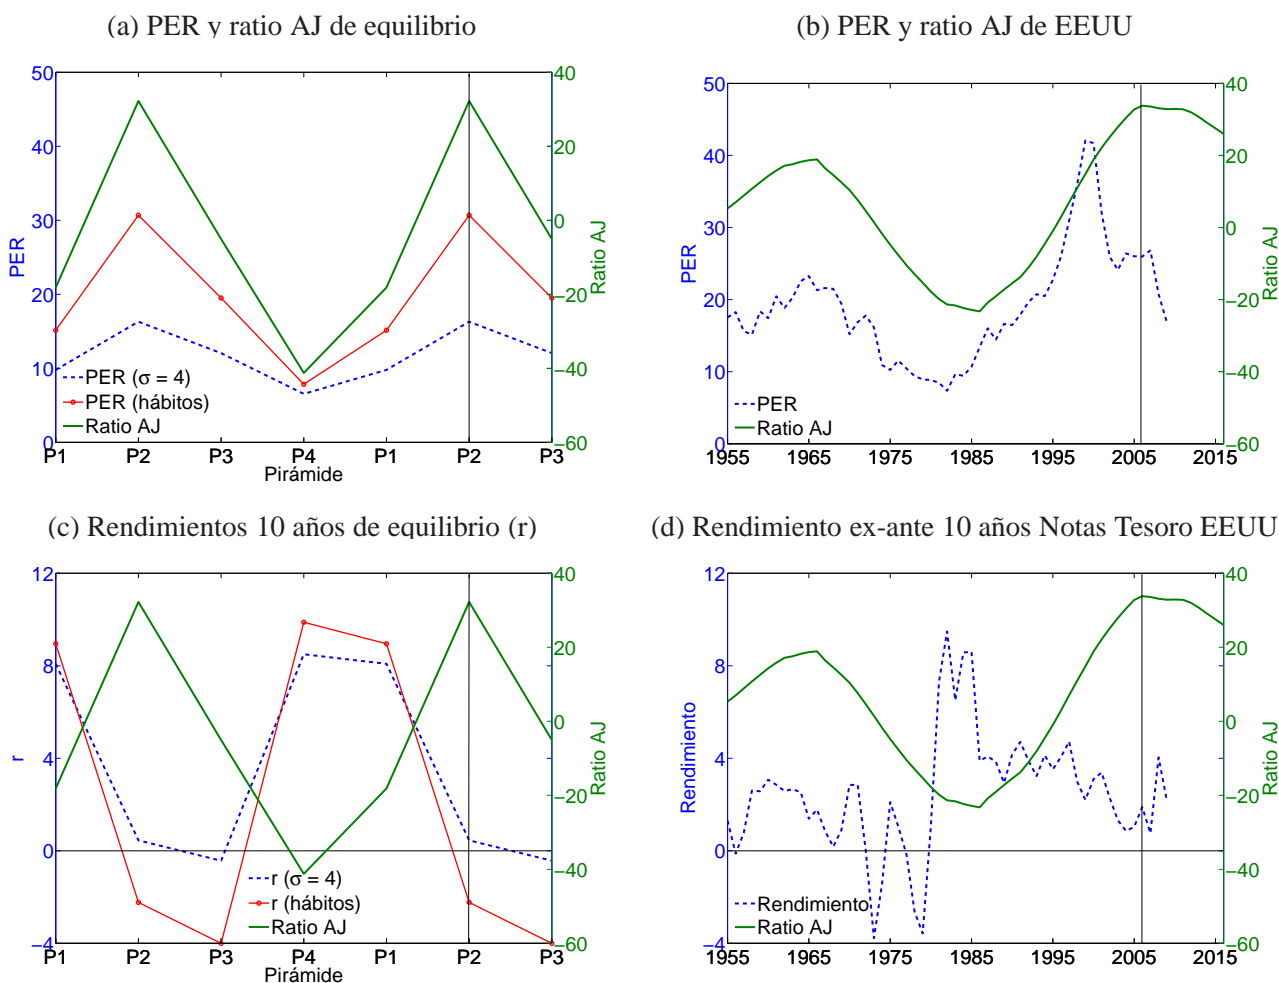 (a) PER y ratio AJ de equilibrio
50
40
30
20
10
0
PER
40
20
0
−20
−40
−60
Ratio AJ
PER (σ = 4)
PER (hábitos)
Ratio AJ
P1 P2 P3 P4 P1 P2 P3
Pirámide
(b) PER y ratio AJ de EEUU
50
40
30
20
10
0
PER
40
20
0
−20
−40
−60
Ratio AJ
PER
Ratio AJ
1955 1965 1975 1985 1995 2005 2015
(c) Rendimientos 10 años de equilibrio (r)
12
8
4
0
−4
r
40
20
0
−20
−40
−60
Ratio AJ
r (σ = 4)
r (hábitos)
Ratio AJ
P1 P2 P3 P4 P1 P2 P3
Pirámide
(d) Rendimiento ex-ante 10 años Notas Tesoro EEUU
12
8
4
0
−4
Rendimiento
40
20
0
−20
−40
−60
Ratio AJ
Rendimiento
Ratio AJ
1955 1965 1975 1985 1995 2005 2015